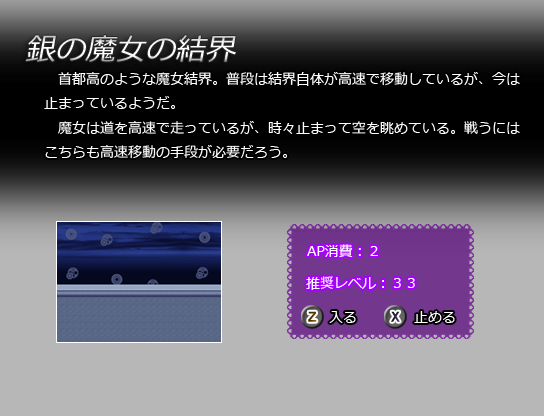 銀の魔女の結界
首都高のような魔女結界。普段は結界自体が高速で移動しているが、今は
止まっているようだ。
魔女は道を高速で走っているが、時々止まって空を眺めている。戦うには
こちらも高速移動の手段が必要だろう。
AP消費：２
推奨レベル：３３
Z 入る X 止める